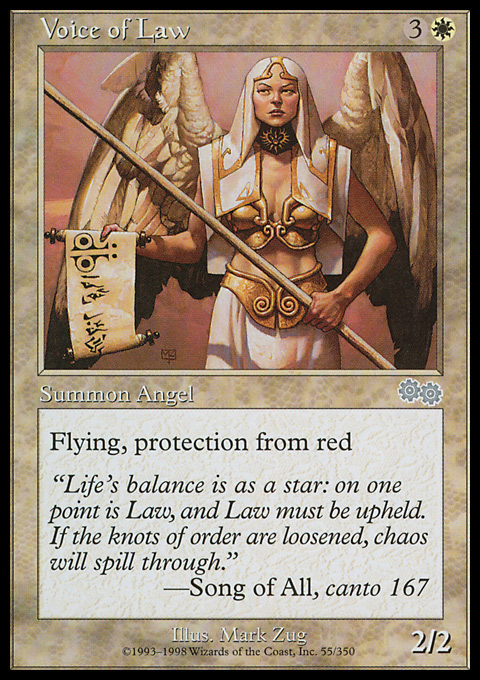 Voice of Law 3
Summon Angel
Flying, protection from red
“Life’s balance is as a star: on one
point is Law, and Law must be upheld.
If the knots of order are loosened, chaos
will spill through.”
—Song of All, canto 167
Illus. Mark Zug
2/2
©1993–1998 Wizards of the Coast, Inc. 55/350